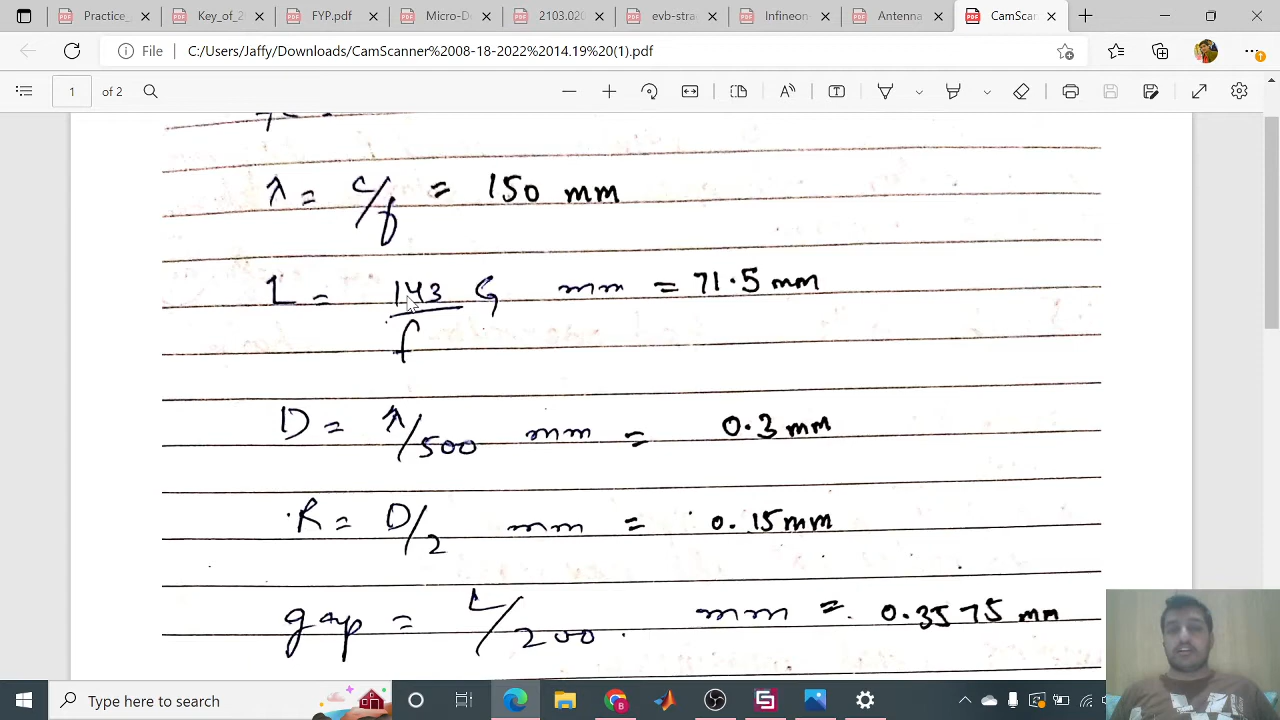 Practice_
Key_of_2
FYP.pdf
Micro-D
2103.020
evb-stra
Infineon
Antenna
CamScan
File C:/Users/Jaffy/Downloads/CamScanner%2008-18-2022%2014.19%20(1).pdf
1 of 2
λ = c/f = 150 mm
L = 143/f G mm = 71.5 mm
D = λ/500 mm = 0.3 mm
R = D/2 mm = 0.15 mm
gap = L/200. mm = 0.3575 mm
Type here to search